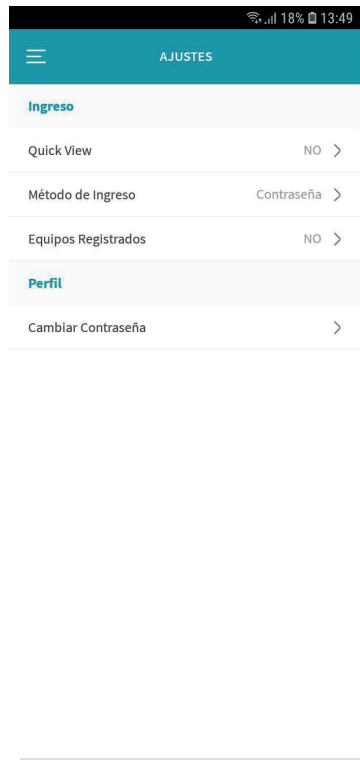 18% 13:49
AJUSTES
Ingreso
Quick View NO
Método de Ingreso Contraseña
Equipos Registrados NO
Perfil
Cambiar Contraseña